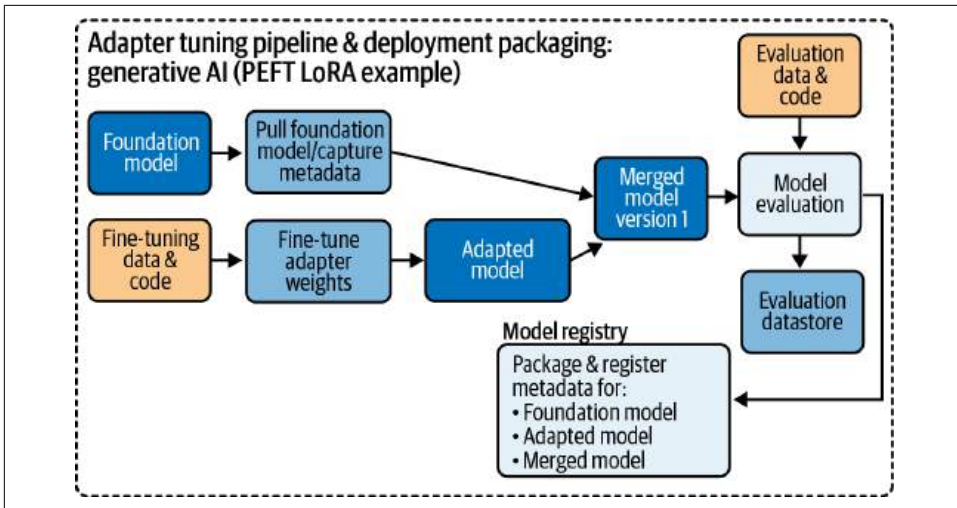 Adapter tuning pipeline & deployment packaging:
generative AI (PEFT LoRA example)
Evaluation
data &
code
Foundation
model
Pull foundation
model/capture
metadata
Merged
model
version 1
Model
evaluation
Fine-tuning
data &
code
Fine-tune
adapter
weights
Adapted
model
Evaluation
datastore
Model registry
Package & register
metadata for:
• Foundation model
• Adapted model
• Merged model